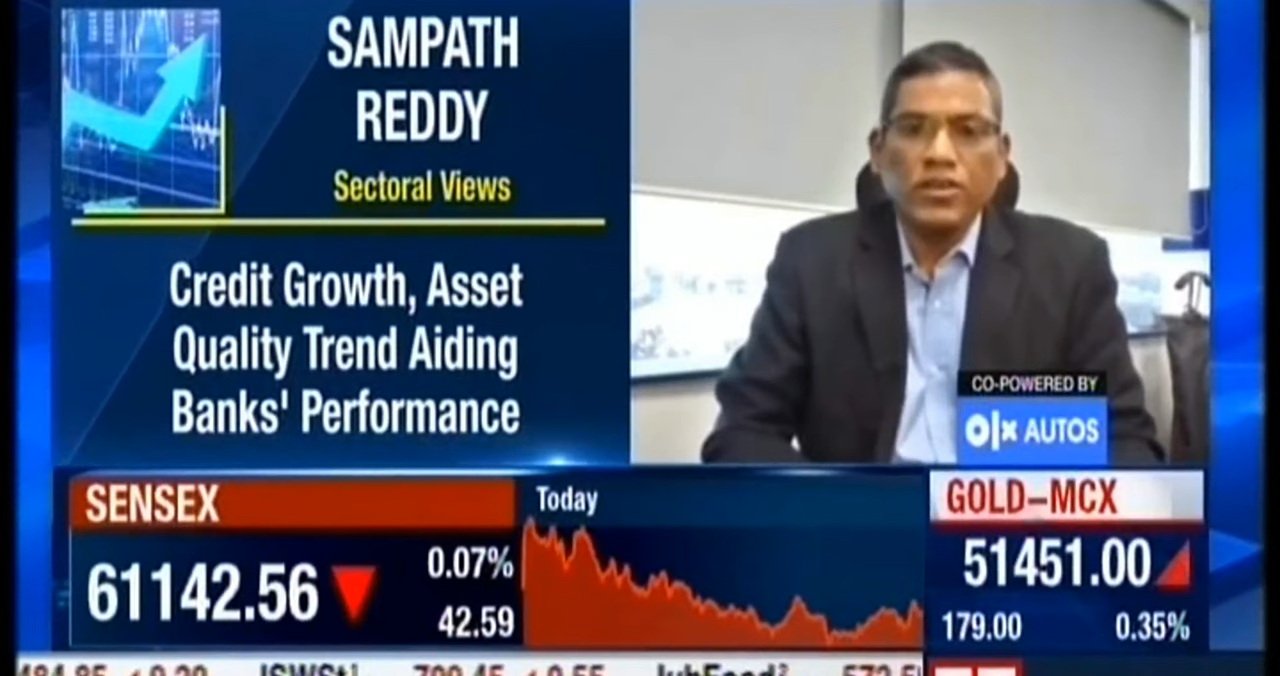 SAMPATH
REDDY
Sectoral Views
Credit Growth, Asset
Quality Trend Aiding
Banks' Performance
CO-POWERED BY
olx AUTOS
SENSEX
61142.56
0.07%
42.59
Today
GOLD-MCX
51451.00
179.00 0.35%